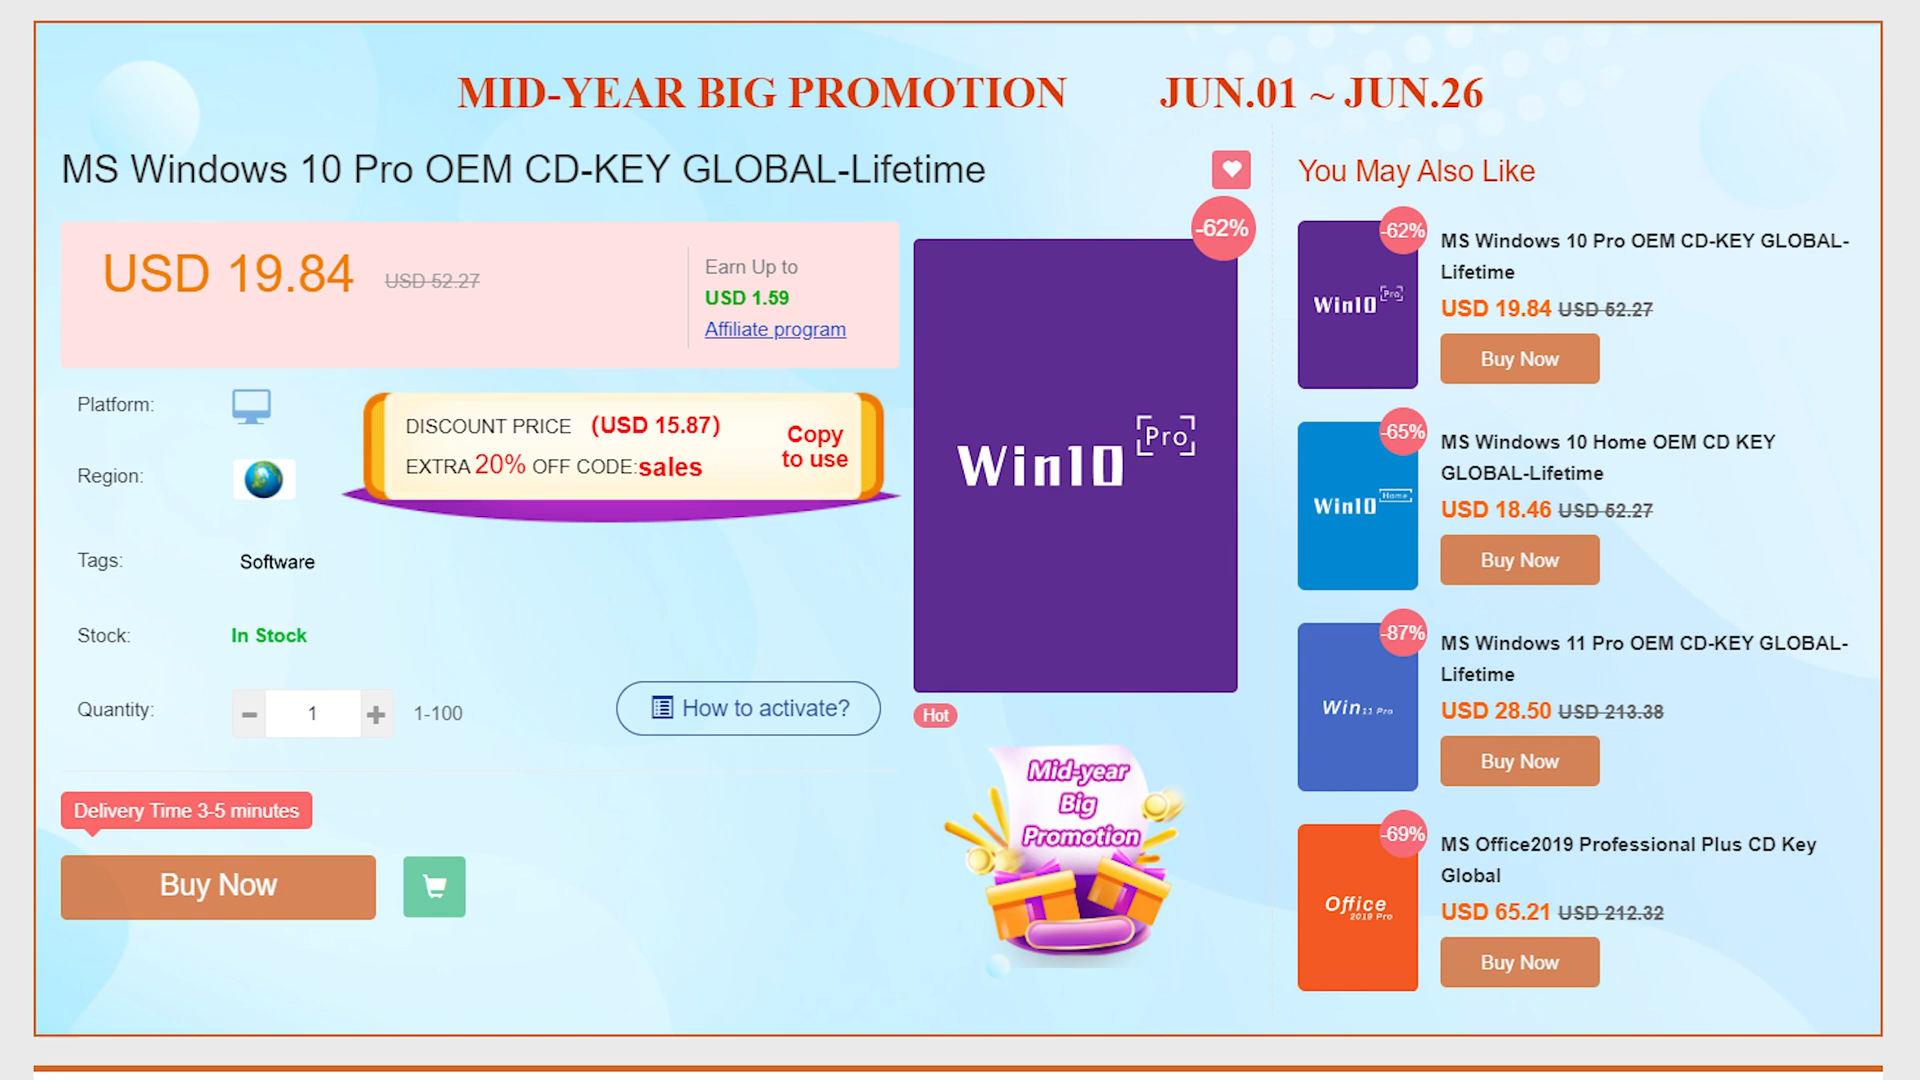 MID-YEAR BIG PROMOTION JUN.01 ~ JUN.26
MS Windows 10 Pro OEM CD-KEY GLOBAL-Lifetime
USD 19.84 USD 52.27
Earn Up to
USD 1.59
Affiliate program
Platform:
DISCOUNT PRICE (USD 15.87)
EXTRA 20% OFF CODE:sales
Copy
to use
Region:
Tags: Software
Stock: In Stock
Quantity: 1 1-100
How to activate?
Delivery Time 3-5 minutes
Buy Now
-62%
Win10 Pro
Hot
Mid-year
Big
Promotion
You May Also Like
-62%
Win10 Pro
MS Windows 10 Pro OEM CD-KEY GLOBAL-
Lifetime
USD 19.84 USD 52.27
Buy Now
-65%
Win10 Home
MS Windows 10 Home OEM CD KEY
GLOBAL-Lifetime
USD 18.46 USD 52.27
Buy Now
-87%
Win 11 Pro
MS Windows 11 Pro OEM CD-KEY GLOBAL-
Lifetime
USD 28.50 USD 213.38
Buy Now
-69%
Office
2019 Pro
MS Office2019 Professional Plus CD Key
Global
USD 65.21 USD 212.32
Buy Now